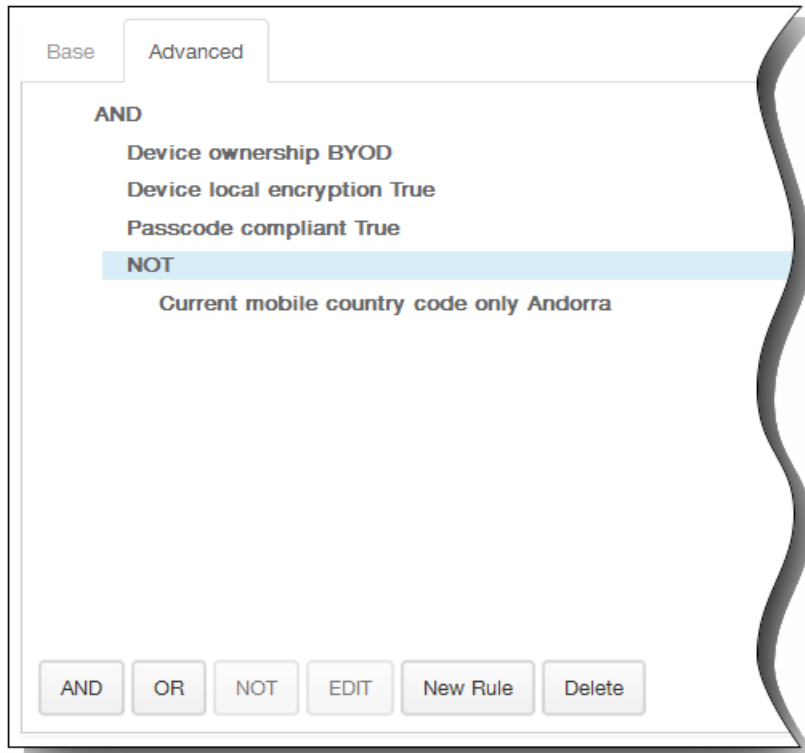 Base Advanced
AND
Device ownership BYOD
Device local encryption True
Passcode compliant True
NOT
Current mobile country code only Andorra
AND OR NOT EDIT New Rule Delete